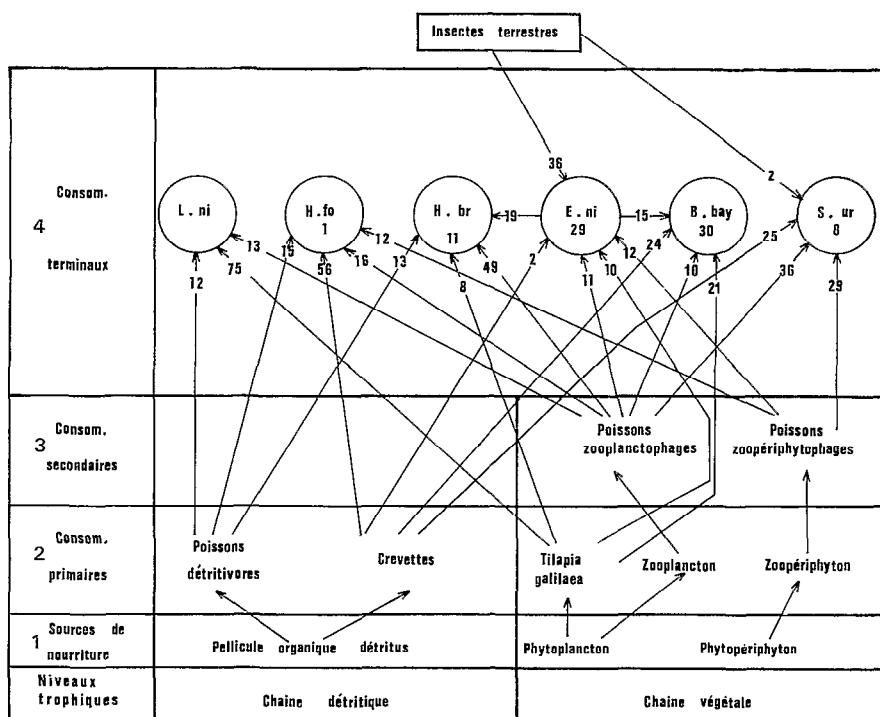 Insectes terrestres
36
2
4
Consom.
terminaux
L. ni
H.fo
1
H. br
11
E. ni
29
B. bay
30
S. ur
8
19
15
13
75
12
15
56
16
12
13
49
8
2
11
10
12
24
10
21
25
36
29
3
Consom.
secondaires
Poissons
zooplanctophages
Poissons
zoopériphytophages
2
Consom.
primaires
Poissons
détritivores
Crevettes
Tilapia
galilaea
Zooplancton
Zoopériphyton
1 Sources de
nourriture
Pellicule organique détritus
Phytoplancton
Phytopériphyton
Niveaux
trophiques
Chaine détritique
Chaine végétale